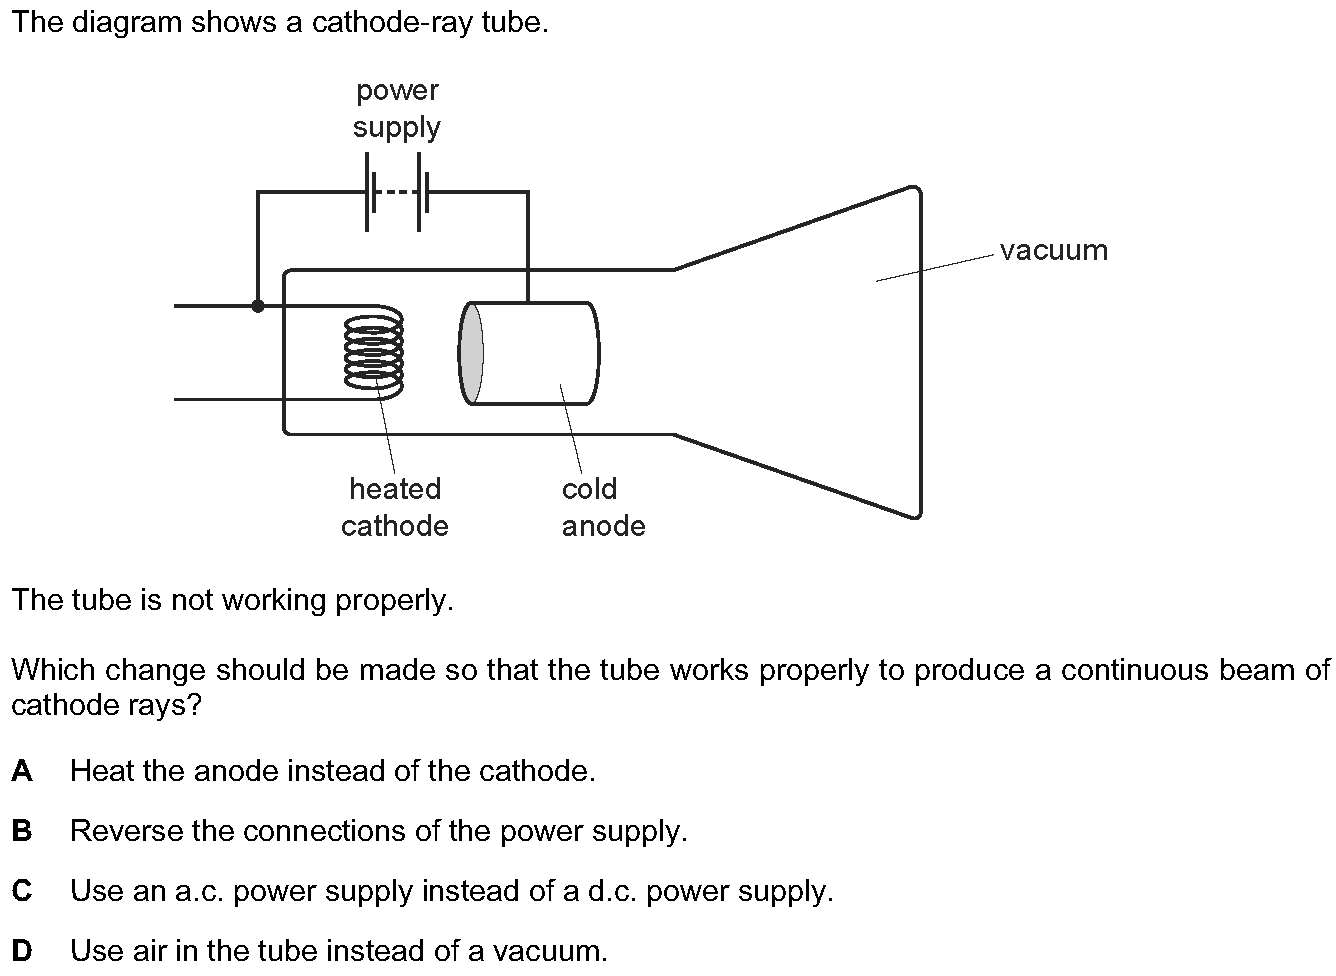 The diagram shows a cathode-ray tube.
power
supply
vacuum
heated
cathode
cold
anode
The tube is not working properly.
Which change should be made so that the tube works properly to produce a continuous beam of
cathode rays?
A Heat the anode instead of the cathode.
B Reverse the connections of the power supply.
C Use an a.c. power supply instead of a d.c. power supply.
D Use air in the tube instead of a vacuum.